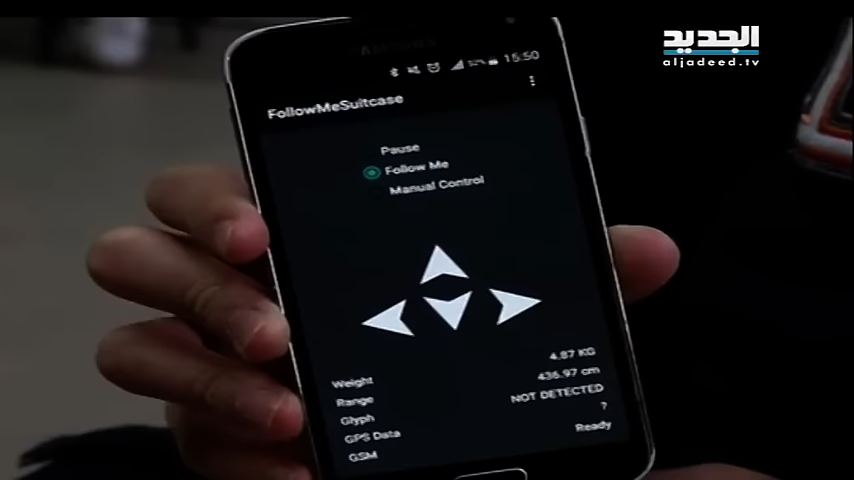 الجديد
aljadeed.tv
SAMSUNG
15:50
FollowMeSuitcase
Pause
Follow Me
Manual Control
Weight 4.87 KG
Range 436.97 cm
Glyph NOT DETECTED
GPS Data ?
GSM Ready